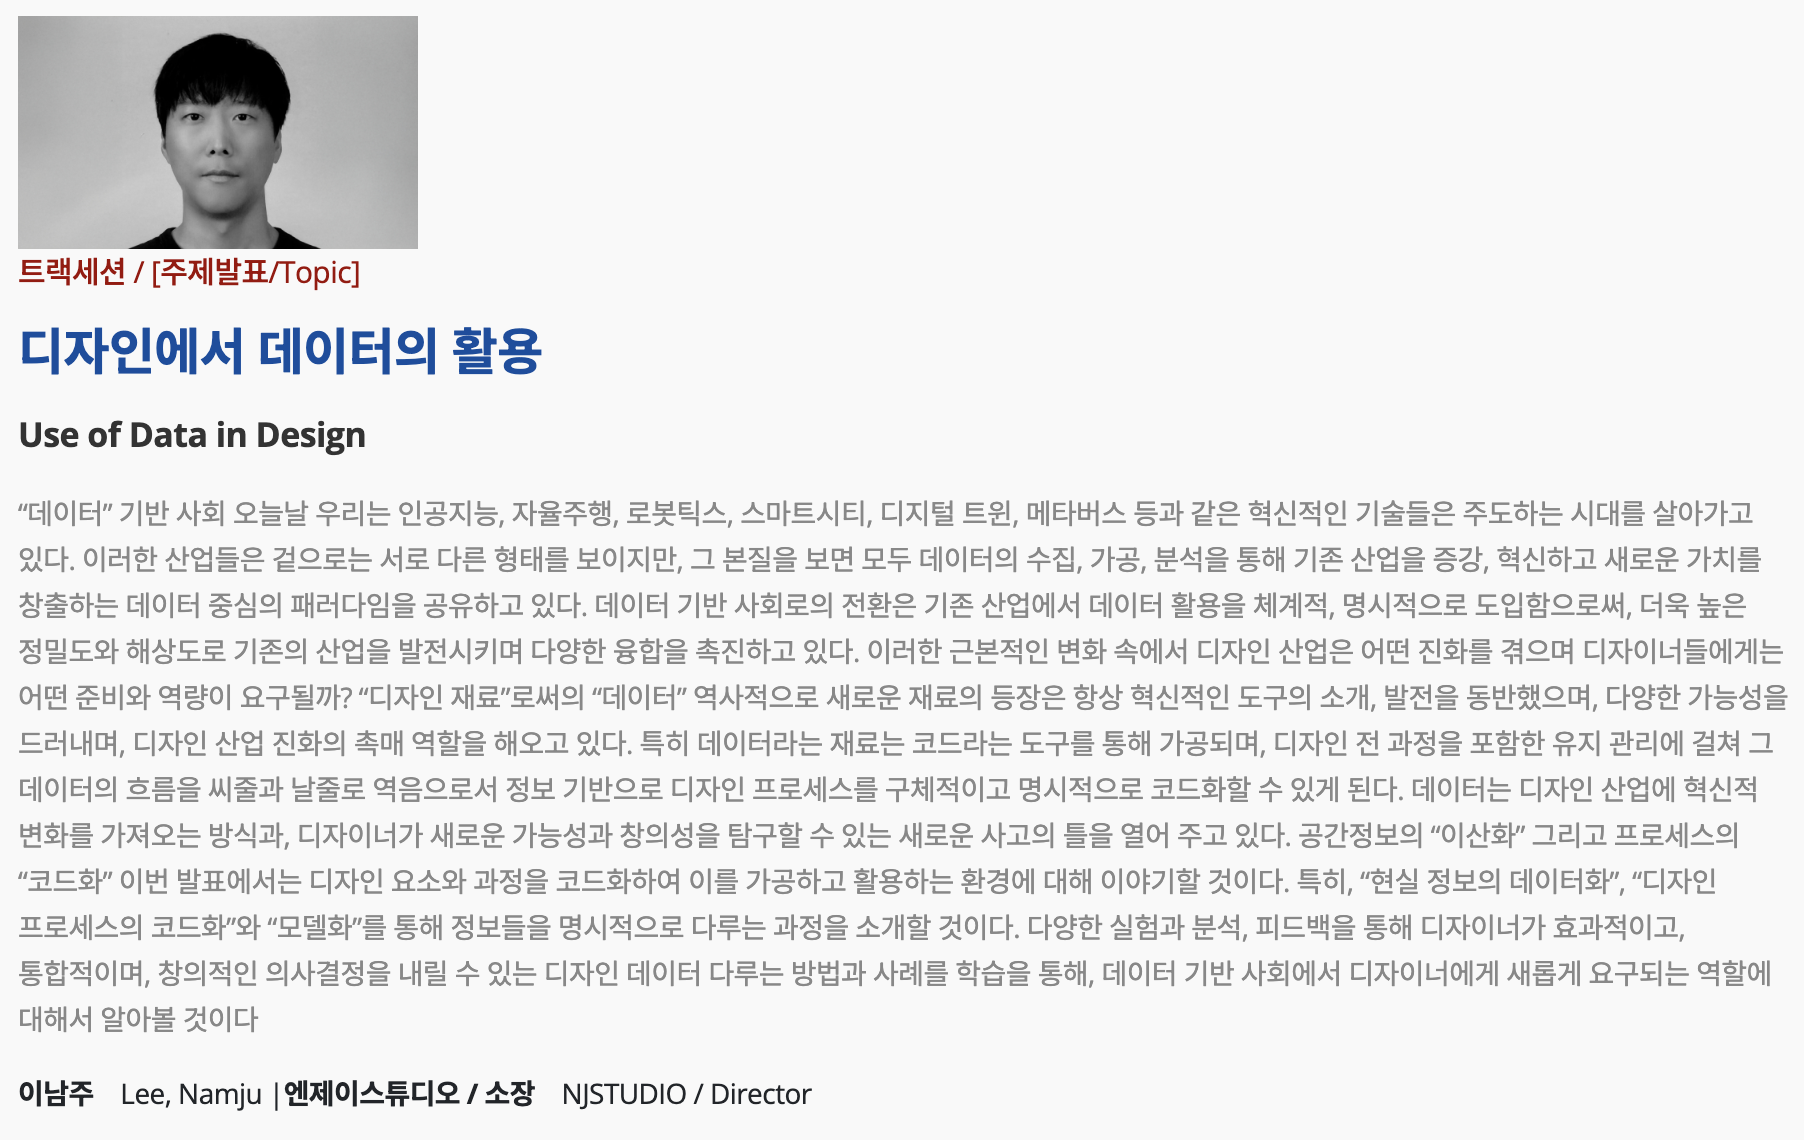 트랙세션 / [주제발표/Topic]
디자인에서 데이터의 활용
Use of Data in Design
“데이터” 기반 사회 오늘날 우리는 인공지능, 자율주행, 로봇틱스, 스마트시티, 디지털 트윈, 메타버스 등과 같은 혁신적인 기술들은 주도하는 시대를 살아가고
있다. 이러한 산업들은 겉으로는 서로 다른 형태를 보이지만, 그 본질을 보면 모두 데이터의 수집, 가공, 분석을 통해 기존 산업을 증강, 혁신하고 새로운 가치를
창출하는 데이터 중심의 패러다임을 공유하고 있다. 데이터 기반 사회로의 전환은 기존 산업에서 데이터 활용을 체계적, 명시적으로 도입함으로써, 더욱 높은
정밀도와 해상도로 기존의 산업을 발전시키며 다양한 융합을 촉진하고 있다. 이러한 근본적인 변화 속에서 디자인 산업은 어떤 진화를 겪으며 디자이너들에게는
어떤 준비와 역량이 요구될까? “디자인 재료”로써의 “데이터” 역사적으로 새로운 재료의 등장은 항상 혁신적인 도구의 소개, 발전을 동반했으며, 다양한 가능성을
드러내며, 디자인 산업 진화의 촉매 역할을 해오고 있다. 특히 데이터라는 재료는 코드라는 도구를 통해 가공되며, 디자인 전 과정을 포함한 유지 관리에 걸쳐 그
데이터의 흐름을 씨줄과 날줄로 역음으로서 정보 기반으로 디자인 프로세스를 구체적이고 명시적으로 코드화할 수 있게 된다. 데이터는 디자인 산업에 혁신적
변화를 가져오는 방식과, 디자이너가 새로운 가능성과 창의성을 탐구할 수 있는 새로운 사고의 틀을 열어 주고 있다. 공간정보의 “이산화” 그리고 프로세스의
“코드화” 이번 발표에서는 디자인 요소와 과정을 코드화하여 이를 가공하고 활용하는 환경에 대해 이야기할 것이다. 특히, “현실 정보의 데이터화”, “디자인
프로세스의 코드화”와 “모델화”를 통해 정보들을 명시적으로 다루는 과정을 소개할 것이다. 다양한 실험과 분석, 피드백을 통해 디자이너가 효과적이고,
통합적이며, 창의적인 의사결정을 내릴 수 있는 디자인 데이터 다루는 방법과 사례를 학습을 통해, 데이터 기반 사회에서 디자이너에게 새롭게 요구되는 역할에
대해서 알아볼 것이다
이남주 Lee, Namju |엔제이스튜디오 / 소장 NJSTUDIO / Director